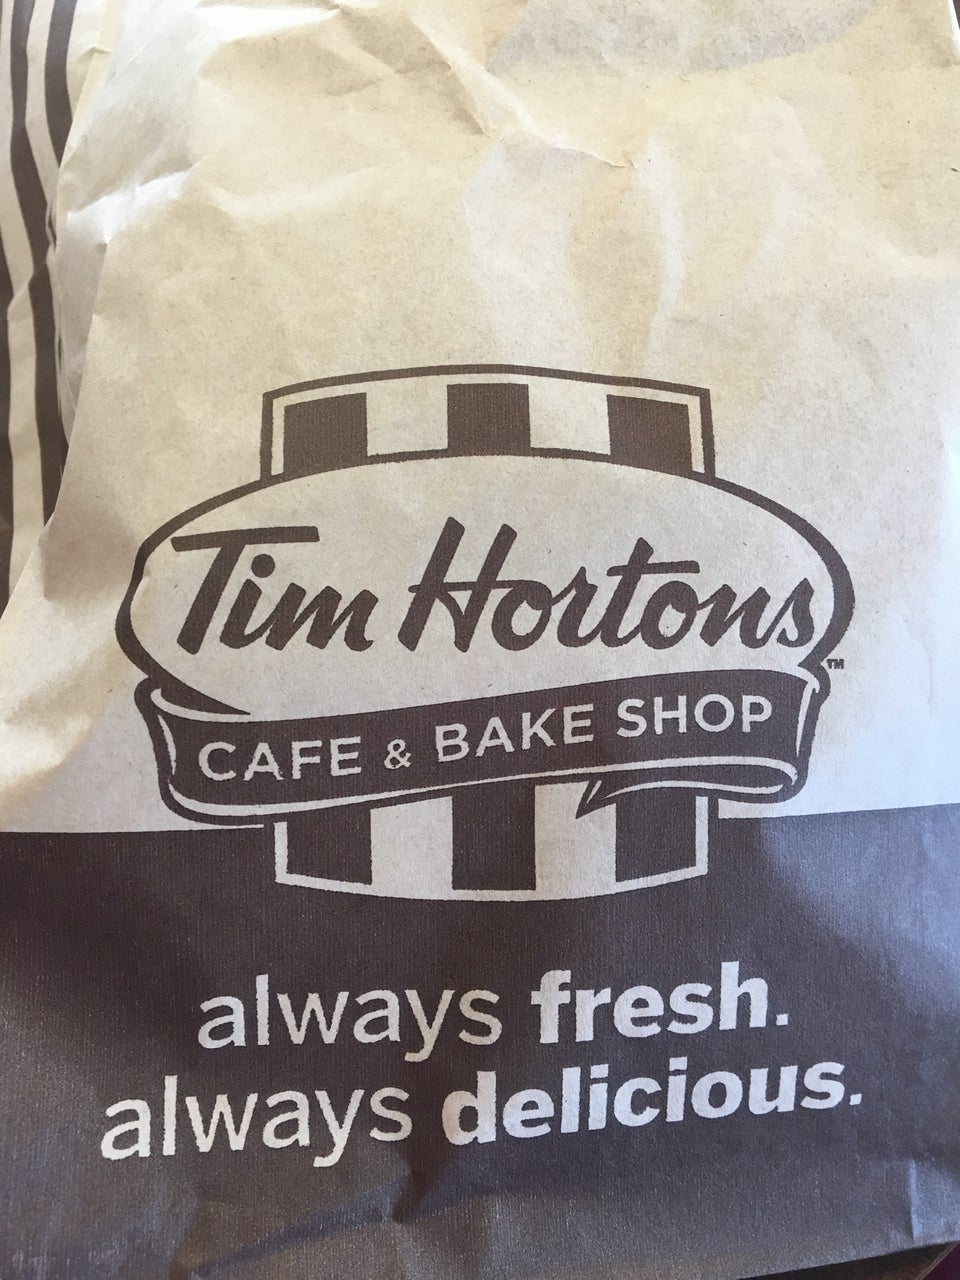 Tim Hortons
TM
CAFE & BAKE SHOP
always fresh.
always delicious.